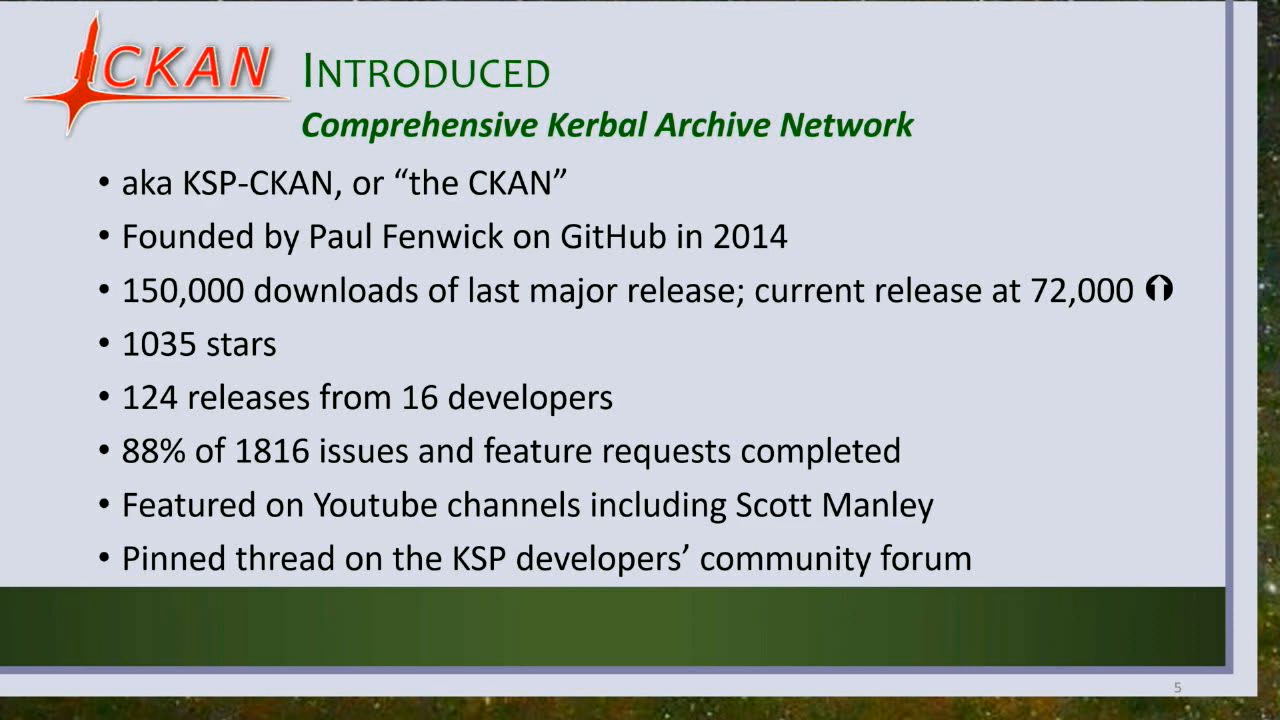 CKAN
INTRODUCED
Comprehensive Kerbal Archive Network
• aka KSP-CKAN, or “the CKAN”
• Founded by Paul Fenwick on GitHub in 2014
• 150,000 downloads of last major release; current release at 72,000
• 1035 stars
• 124 releases from 16 developers
• 88% of 1816 issues and feature requests completed
• Featured on Youtube channels including Scott Manley
• Pinned thread on the KSP developers’ community forum
5